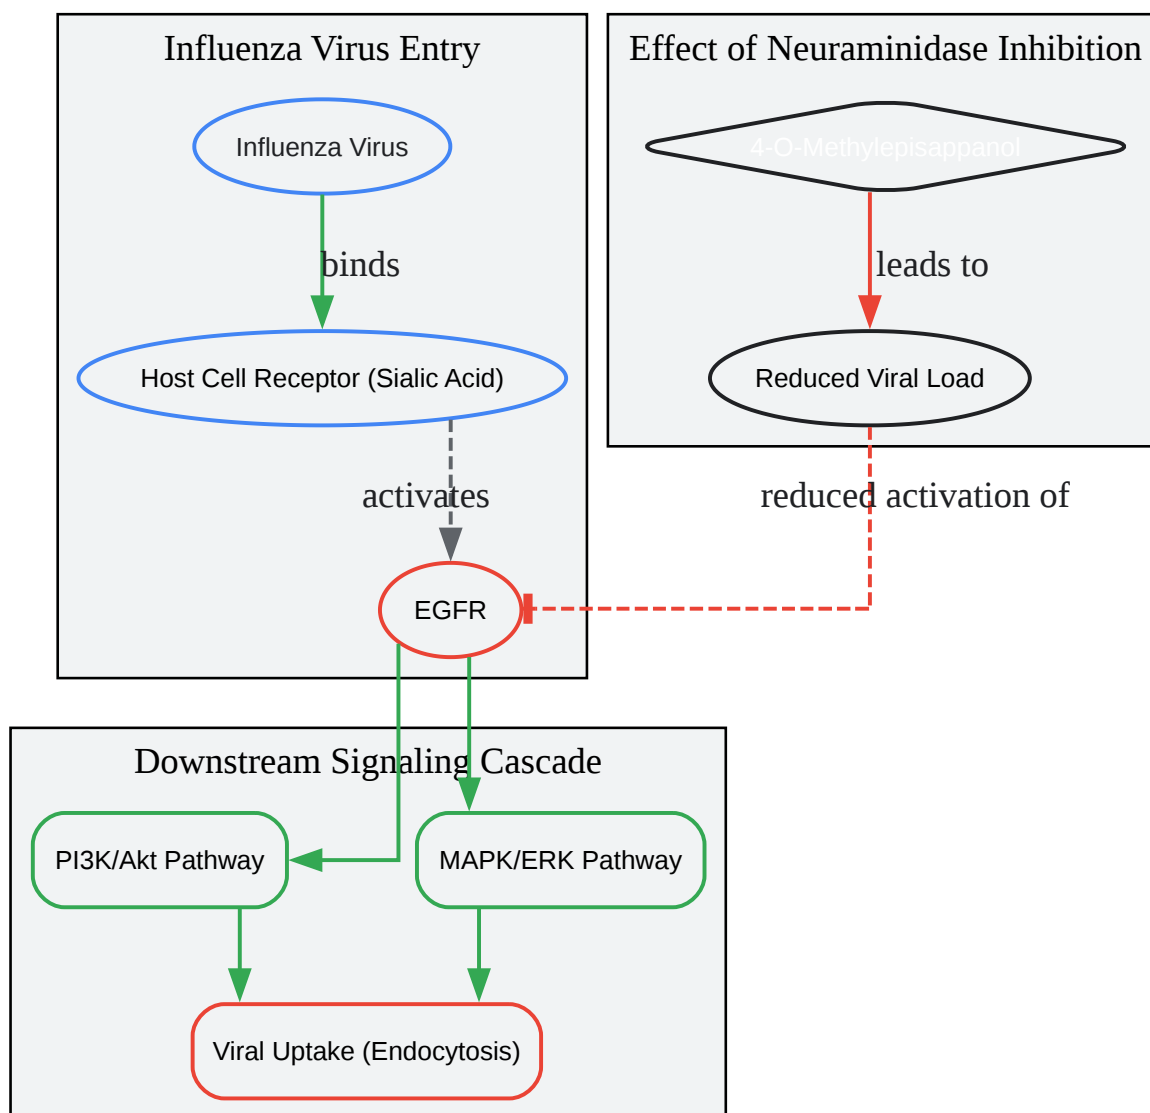 Influenza Virus Entry
Influenza Virus
binds
Host Cell Receptor (Sialic Acid)
activates
EGFR
Effect of Neuraminidase Inhibition
4-O-Methylepisappanol
leads to
Reduced Viral Load
reduced activation of
Downstream Signaling Cascade
PI3K/Akt Pathway
MAPK/ERK Pathway
Viral Uptake (Endocytosis)